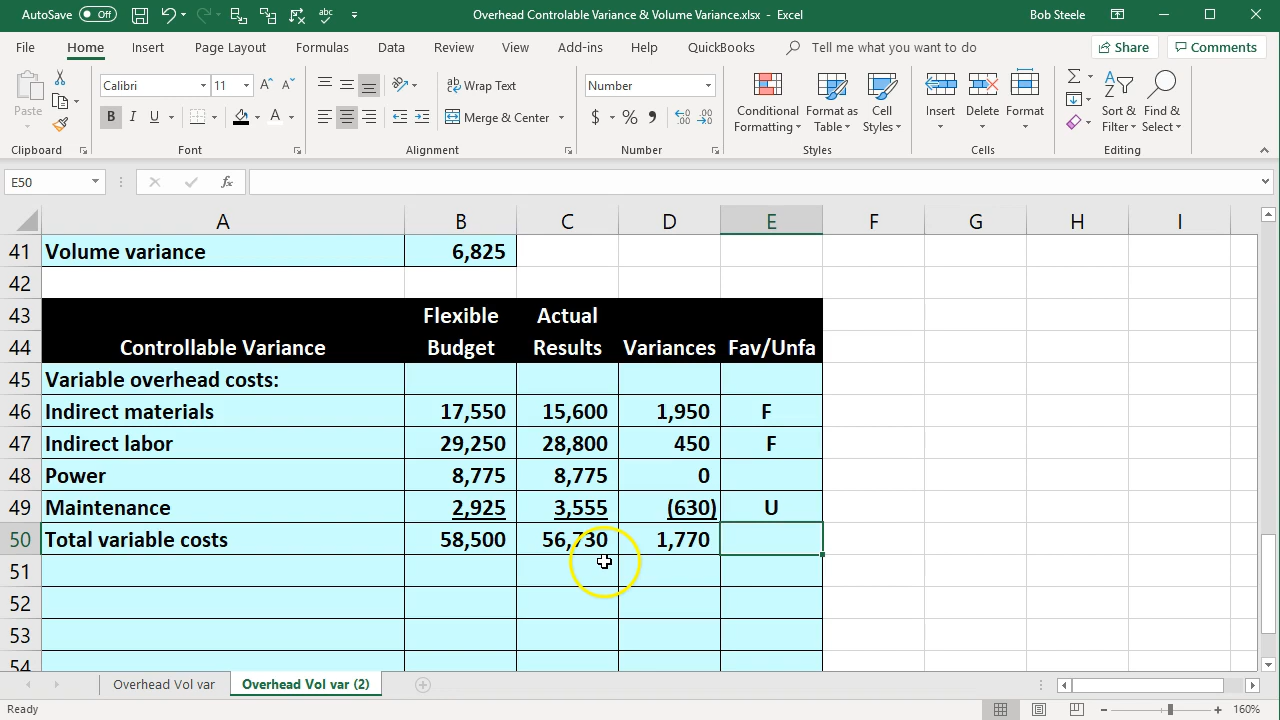 AutoSave Off Overhead Controlable Variance & Volume Variance.xlsx - Excel Bob Steele
File Home Insert Page Layout Formulas Data Review View Add-ins Help QuickBooks Tell me what you want to do Share Comments
Paste Calibri 11 Wrap Text Number Conditional Format as Cell Insert Delete Format Sort & Find &
B I U A Merge & Center $ % , Formatting Table Styles Filter Select
Clipboard Font Alignment Number Styles Cells Editing
E50 fx
A B C D E F G H I
41 Volume variance 6,825
42
43 Flexible Actual
44 Controllable Variance Budget Results Variances Fav/Unfa
45 Variable overhead costs:
46 Indirect materials 17,550 15,600 1,950 F
47 Indirect labor 29,250 28,800 450 F
48 Power 8,775 8,775 0
49 Maintenance 2,925 3,555 (630) U
50 Total variable costs 58,500 56,730 1,770
51
52
53
54
Overhead Vol var Overhead Vol var (2)
Ready 160%